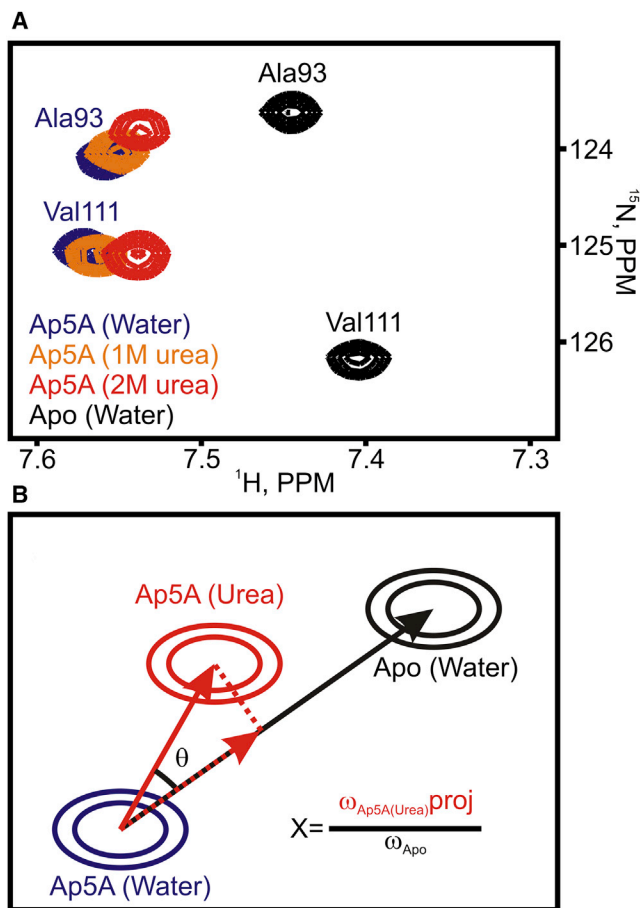 A
Ala93
Ala93
124
Val111
125
Val111
126
Ap5A (Water)
Ap5A (1M urea)
Ap5A (2M urea)
Apo (Water)
15N, PPM
7.6 7.5 7.4 7.3
1H, PPM
B
Ap5A (Urea)
Apo (Water)
θ
X= ωAp5A(Urea)proj
ωApo
Ap5A (Water)